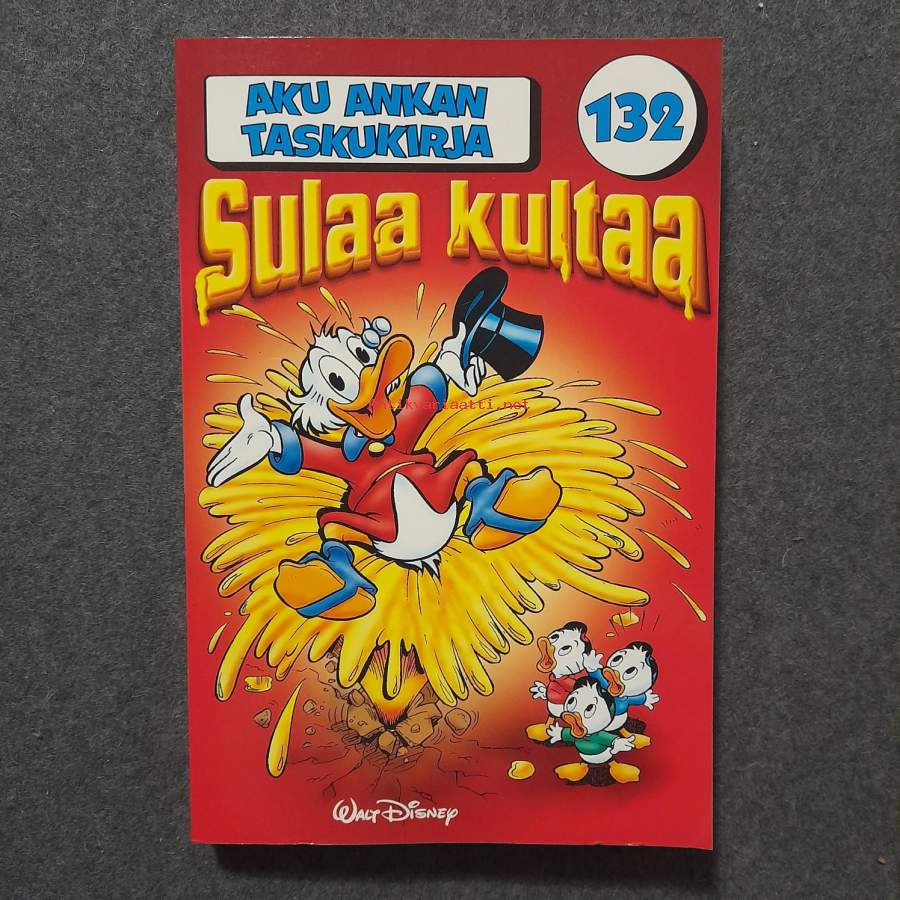 AKU ANKAN
TASKUKIRJA
132
Sulaa kultaa
WALT DISNEY